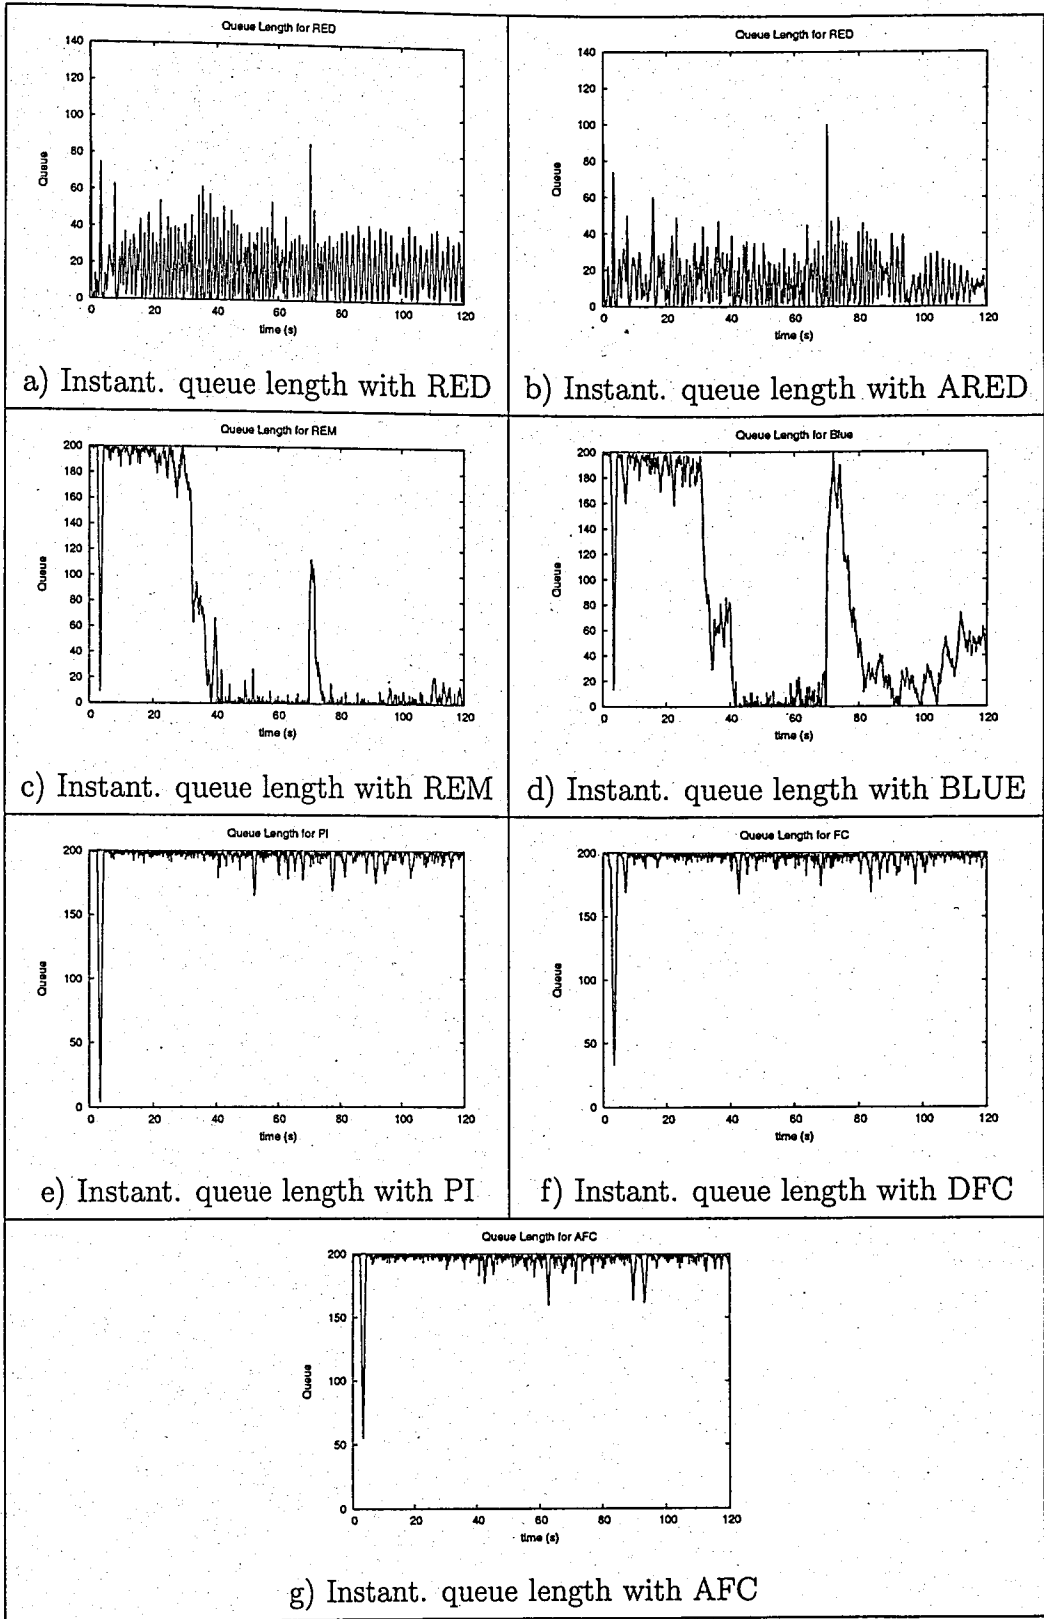 Queue Length for RED
140
120
100
80
60
40
20
0
Queue
0 20 40 60 80 100 120
time (s)
a) Instant. queue length with RED
Queue Length for RED
140
120
100
80
60
40
20
0
Queue
0 20 40 60 80 100 120
time (s)
b) Instant. queue length with ARED
Queue Length for REM
200
180
160
140
120
100
80
60
40
20
0
Queue
0 20 40 60 80 100 120
time (s)
c) Instant. queue length with REM
Queue Length for Blue
200
180
160
140
120
100
80
60
40
20
0
Queue
0 20 40 60 80 100 120
time (s)
d) Instant. queue length with BLUE
Queue Length for PI
200
150
100
50
0
Queue
0 20 40 60 80 100 120
time (s)
e) Instant. queue length with PI
Queue Length for FC
200
150
100
50
0
Queue
0 20 40 60 80 100 120
time (s)
f) Instant. queue length with DFC
Queue Length for AFC
200
150
100
50
0
Queue
0 20 40 60 80 100 120
time (s)
g) Instant. queue length with AFC